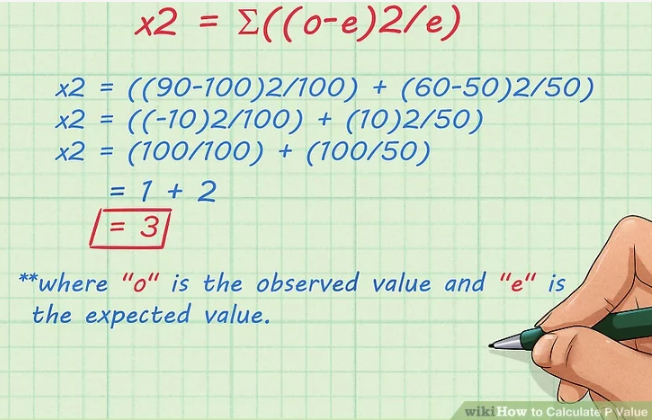 x2 = Σ((o-e)2/e)
x2 = ((90-100)2/100) + (60-50)2/50)
x2 = ((-10)2/100) + (10)2/50)
x2 = (100/100) + (100/50)
= 1 + 2
= 3
**where "o" is the observed value and "e" is
the expected value.
wikiHow to Calculate P Value